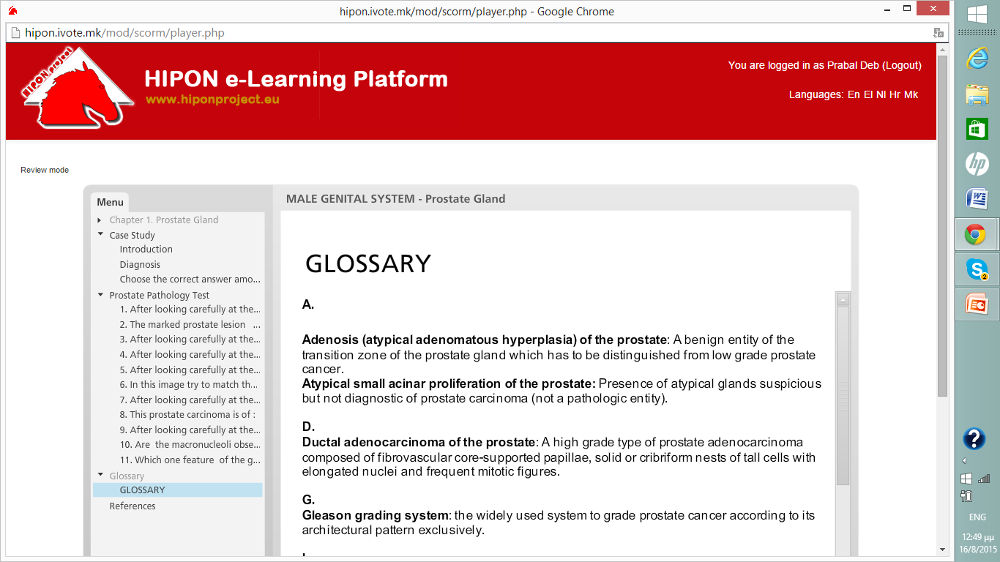 hipon.ivote.mk/mod/scorm/player.php - Google Chrome
hipon.ivote.mk/mod/scorm/player.php
HIPON project
HIPON e-Learning Platform
www.hiponproject.eu
You are logged in as Prabal Deb (Logout)
Languages: En El Nl Hr Mk
Review mode
Menu
Chapter 1. Prostate Gland
Case Study
Introduction
Diagnosis
Choose the correct answer amo...
Prostate Pathology Test
1. After looking carefully at the...
2. The marked prostate lesion ...
3. After looking carefully at the...
4. After looking carefully at the...
5. After looking carefully at the...
6. In this image try to match th...
7. After looking carefully at the...
8. This prostate carcinoma is of :
9. After looking carefully at the...
10. Are the macronucleoli obse...
11. Which one feature of the g...
Glossary
GLOSSARY
References
MALE GENITAL SYSTEM - Prostate Gland
GLOSSARY
A.
Adenosis (atypical adenomatous hyperplasia) of the prostate: A benign entity of the
transition zone of the prostate gland which has to be distinguished from low grade prostate
cancer.
Atypical small acinar proliferation of the prostate: Presence of atypical glands suspicious
but not diagnostic of prostate carcinoma (not a pathologic entity).
D.
Ductal adenocarcinoma of the prostate: A high grade type of prostate adenocarcinoma
composed of fibrovascular core-supported papillae, solid or cribriform nests of tall cells with
elongated nuclei and frequent mitotic figures.
G.
Gleason grading system: the widely used system to grade prostate cancer according to its
architectural pattern exclusively.
hp
2
ENG
12:49 μμ
16/8/2015